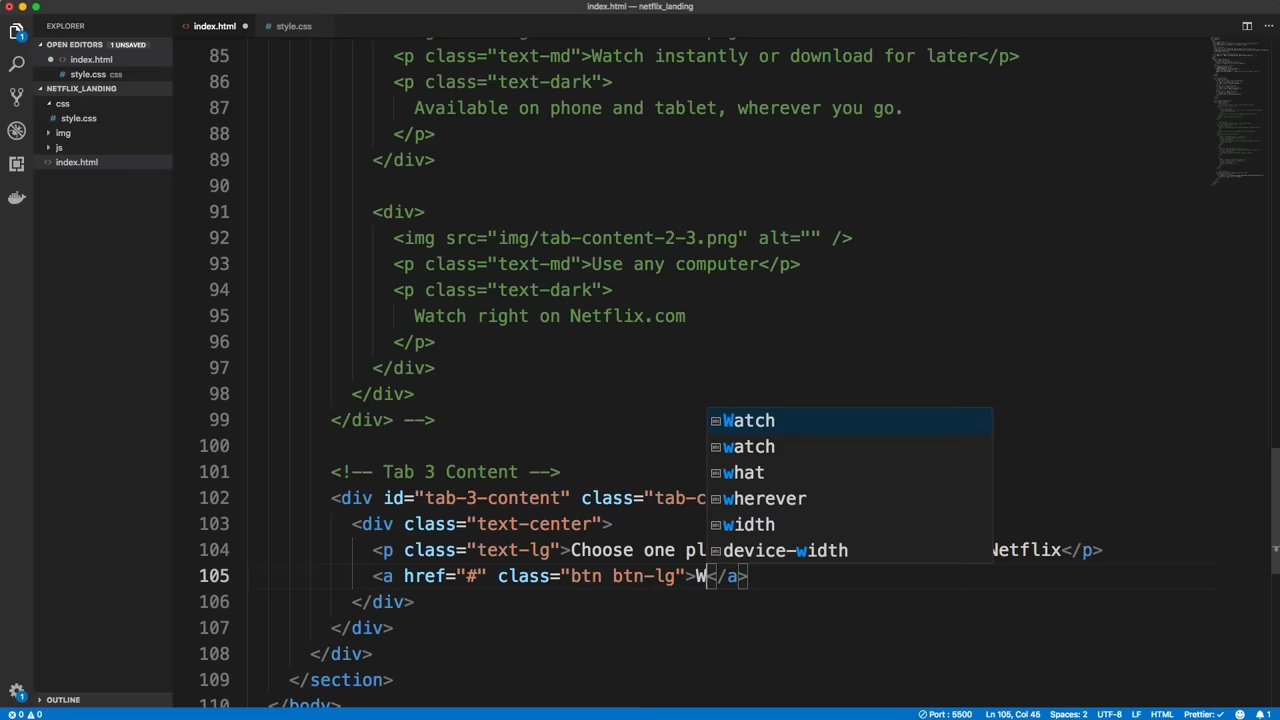 index.html — netflix_landing
EXPLORER
index.html
style.css
OPEN EDITORS 1 UNSAVED
index.html
style.css css
NETFLIX_LANDING
css
style.css
img
js
index.html
OUTLINE
85 <p class="text-md">Watch instantly or download for later</p>
86 <p class="text-dark">
87 Available on phone and tablet, wherever you go.
88 </p>
89 </div>
90
91 <div>
92 <img src="img/tab-content-2-3.png" alt="" />
93 <p class="text-md">Use any computer</p>
94 <p class="text-dark">
95 Watch right on Netflix.com
96 </p>
97 </div>
98 </div>
99 </div> -->
100
101 <!-- Tab 3 Content -->
102 <div id="tab-3-content" class="tab-c
103 <div class="text-center">
104 <p class="text-lg">Choose one pl Netflix</p>
105 <a href="#" class="btn btn-lg">W</a>
106 </div>
107 </div>
108 </div>
109 </section>
110 </body>
Watch
watch
what
wherever
width
device-width
1
1
0 0
Port : 5500 Ln 105, Col 45 Spaces: 2 UTF-8 LF HTML Prettier: ✓ 1